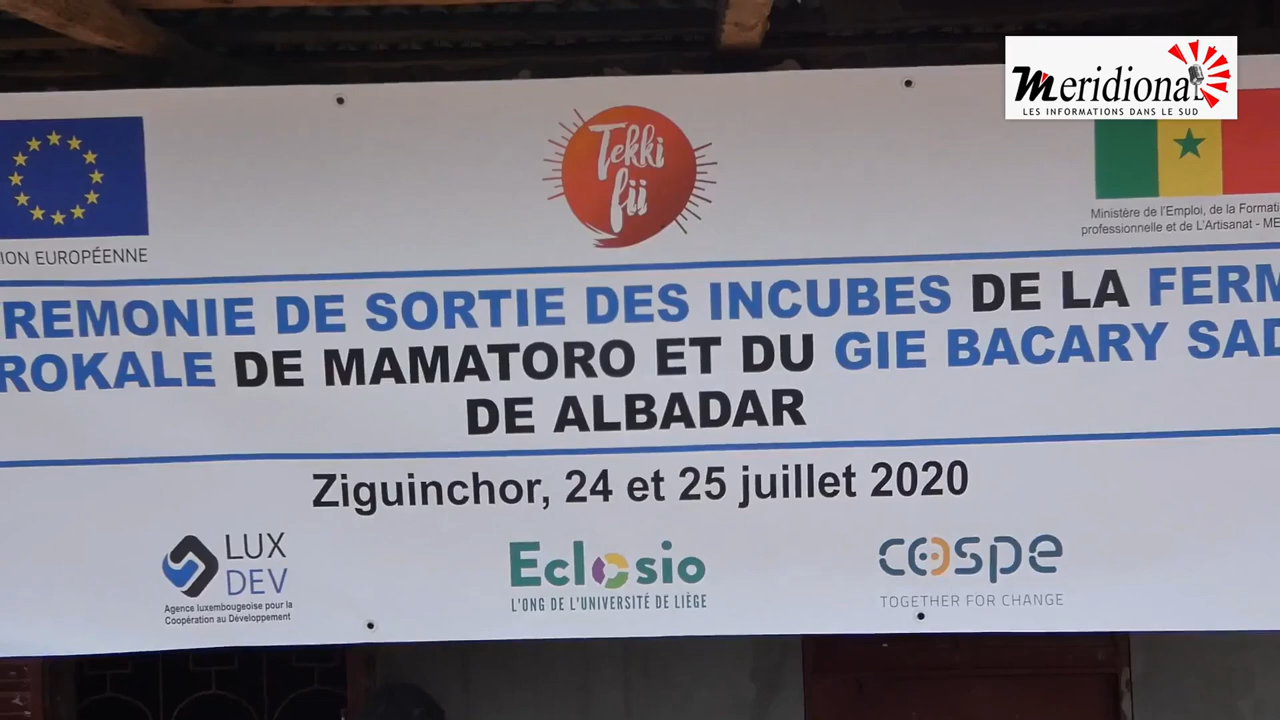 Meridional
LES INFORMATIONS DANS LE SUD
Tekki
fii
ION EUROPÉENNE
Ministère de l'Emploi, de la Formati
professionnelle et de L'Artisanat - ME
REMONIE DE SORTIE DES INCUBES DE LA FERM
ROKALE DE MAMATORO ET DU GIE BACARY SAD
DE ALBADAR
Ziguinchor, 24 et 25 juillet 2020
LUX
DEV
Agence luxembougeoise pour la
Coopération au Développement
Eclosio
L'ONG DE L'UNIVERSITÉ DE LIÈGE
cospe
TOGETHER FOR CHANGE